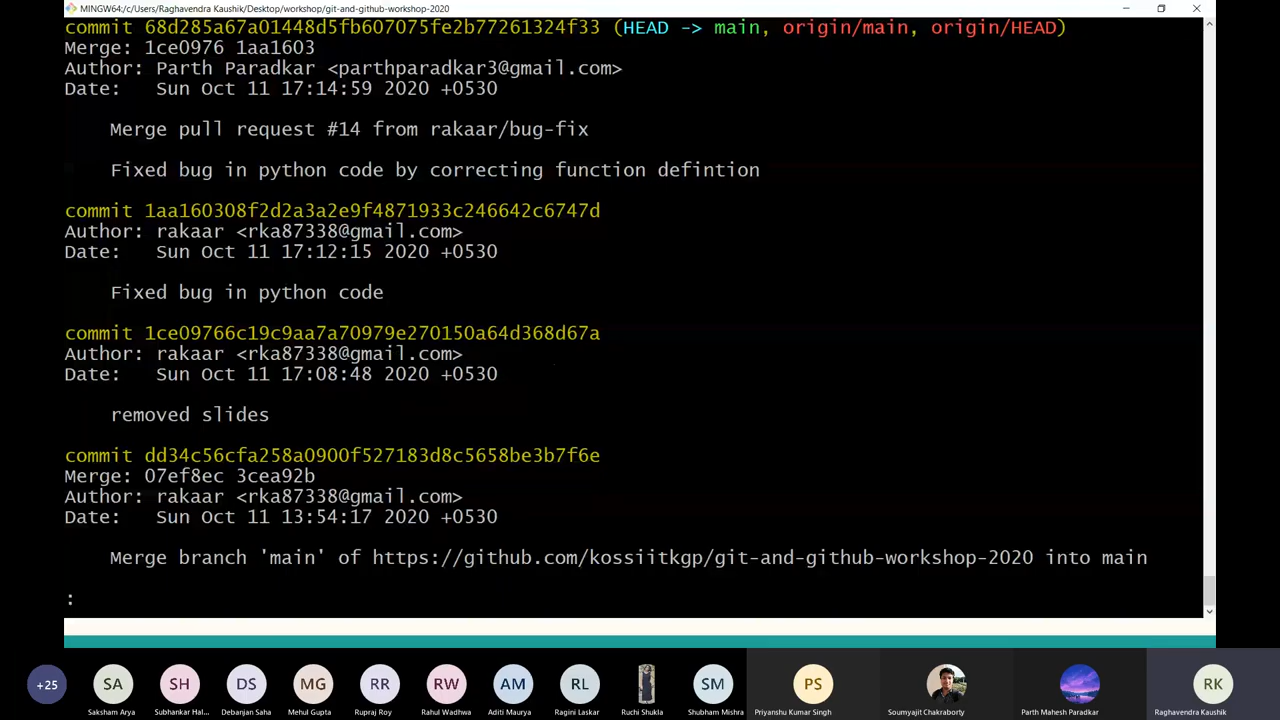 MINGW64:/c/Users/Raghavendra Kaushik/Desktop/workshop/git-and-github-workshop-2020
commit 68d285a67a01448d5fb607075fe2b77261324f33 (HEAD -> main, origin/main, origin/HEAD)
Merge: 1ce0976 1aa1603
Author: Parth Paradkar <parthparadkar3@gmail.com>
Date:   Sun Oct 11 17:14:59 2020 +0530
Merge pull request #14 from rakaar/bug-fix
Fixed bug in python code by correcting function defintion
commit 1aa160308f2d2a3a2e9f4871933c246642c6747d
Author: rakaar <rka87338@gmail.com>
Date:   Sun Oct 11 17:12:15 2020 +0530
Fixed bug in python code
commit 1ce09766c19c9aa7a70979e270150a64d368d67a
Author: rakaar <rka87338@gmail.com>
Date:   Sun Oct 11 17:08:48 2020 +0530
removed slides
commit dd34c56cfa258a0900f527183d8c5658be3b7f6e
Merge: 07ef8ec 3cea92b
Author: rakaar <rka87338@gmail.com>
Date:   Sun Oct 11 13:54:17 2020 +0530
Merge branch 'main' of https://github.com/kossiitkgp/git-and-github-workshop-2020 into main
:
+25 SA SH DS MG RR RW AM RL SM PS RK
Saksham Arya Subhankar Hal... Debanjan Saha Mehul Gupta Rupraj Roy Rahul Wadhwa Aditi Maurya Ragini Laskar Ruchi Shukla Shubham Mishra Priyanshu Kumar Singh Soumyajit Chakraborty Parth Mahesh Paradkar Raghavendra Kaushik